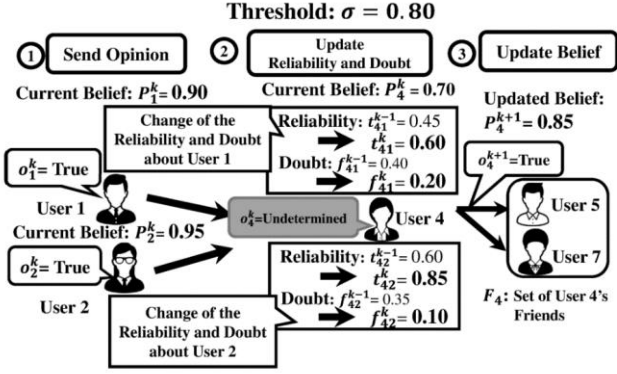 Threshold: σ = 0.80
1 Send Opinion
2 Update
Reliability and Doubt
3 Update Belief
Current Belief: P₁ᵏ = 0.90
Current Belief: P₄ᵏ = 0.70
Updated Belief:
P₄ᵏ⁺¹ = 0.85
Change of the
Reliability and Doubt
about User 1
Reliability: t₄₁ᵏ⁻¹ = 0.45
t₄₁ᵏ = 0.60
Doubt: f₄₁ᵏ⁻¹ = 0.40
f₄₁ᵏ = 0.20
o₁ᵏ = True
User 1
o₄ᵏ⁺¹ = True
o₄ᵏ = Undetermined
User 4
User 5
User 7
Current Belief: P₂ᵏ = 0.95
o₂ᵏ = True
User 2
Reliability: t₄₂ᵏ⁻¹ = 0.60
t₄₂ᵏ = 0.85
Doubt: f₄₂ᵏ⁻¹ = 0.35
f₄₂ᵏ = 0.10
Change of the
Reliability and Doubt
about User 2
F₄: Set of User 4's
Friends